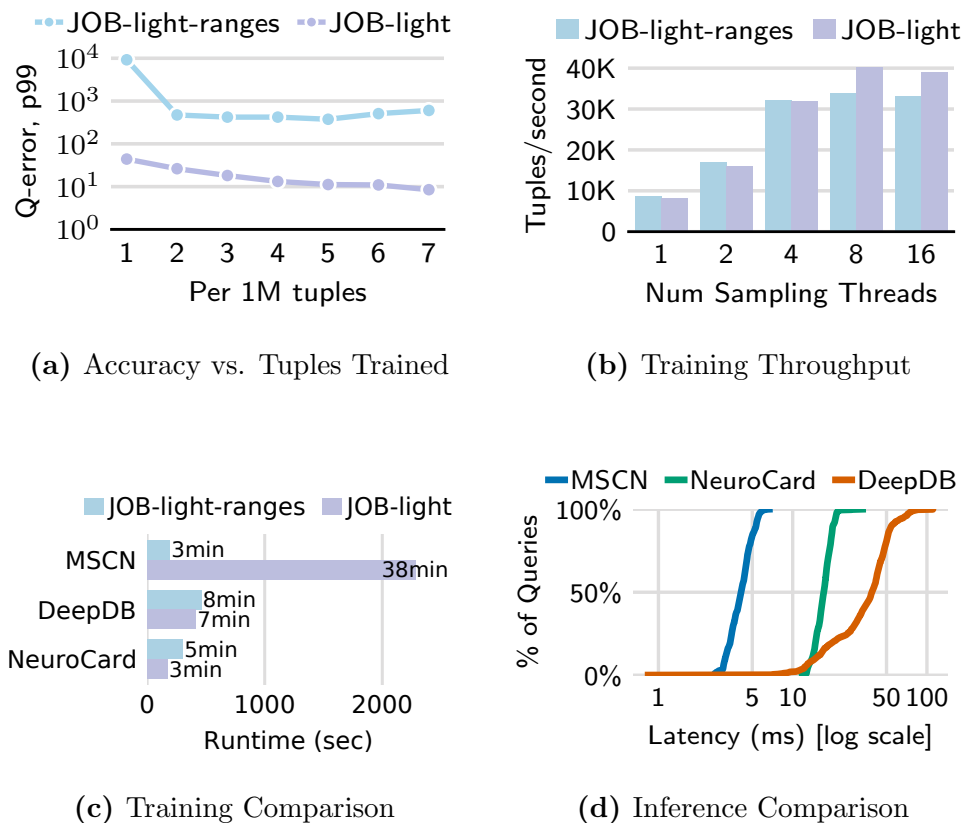 JOB-light-ranges JOB-light
Q-error, p99
10^4
10^3
10^2
10^1
10^0
1 2 3 4 5 6 7
Per 1M tuples
(a) Accuracy vs. Tuples Trained
JOB-light-ranges JOB-light
Tuples/second
40K
30K
20K
10K
0
1 2 4 8 16
Num Sampling Threads
(b) Training Throughput
JOB-light-ranges JOB-light
MSCN 3min
38min
DeepDB 8min
7min
NeuroCard 5min
3min
0 1000 2000
Runtime (sec)
(c) Training Comparison
MSCN NeuroCard DeepDB
% of Queries
100%
50%
0%
1 5 10 50 100
Latency (ms) [log scale]
(d) Inference Comparison